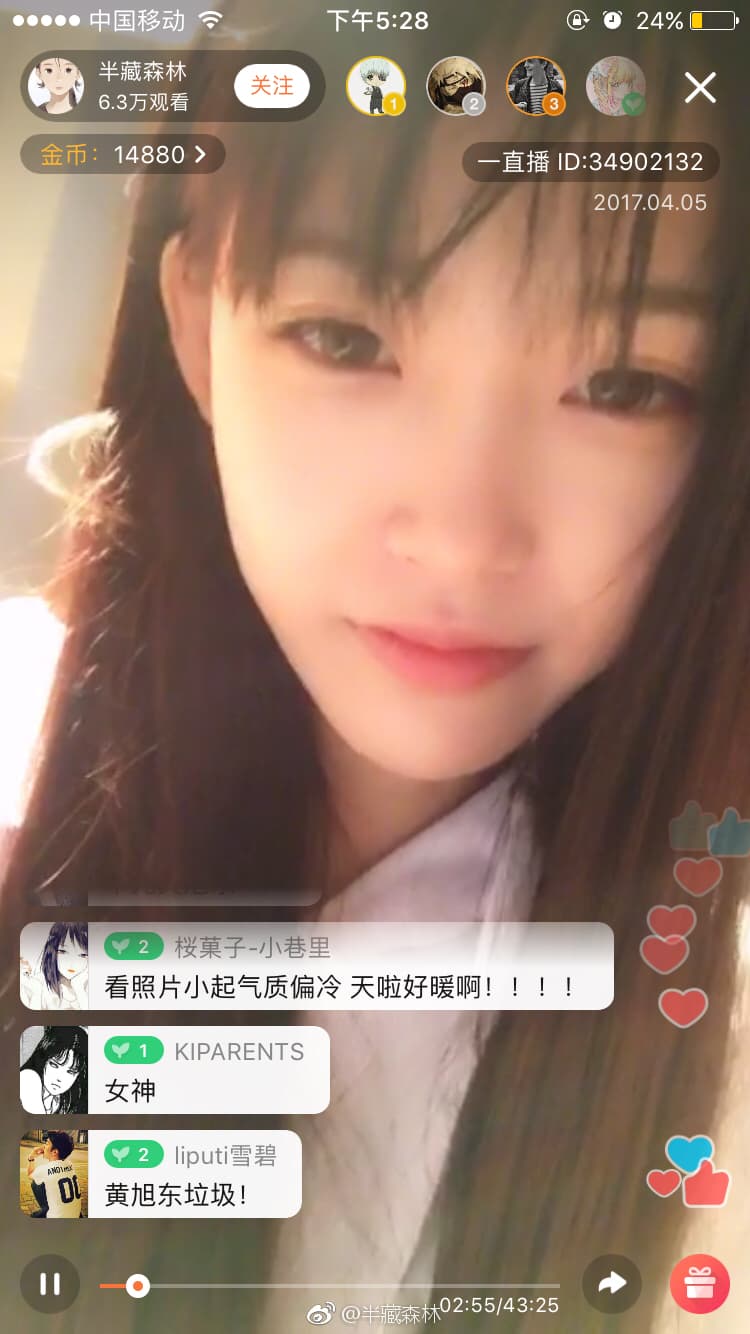 中国移动 下午5:28 24%
半藏森林
6.3万观看
关注
1 2 3
金币： 14880
一直播 ID:34902132
2017.04.05
2 桜菓子-小巷里
看照片小起气质偏冷 天啦好暖啊！！！！
1 KIPARENTS
女神
2 liputi雪碧
黄旭东垃圾！
02:55/43:25
@半藏森林